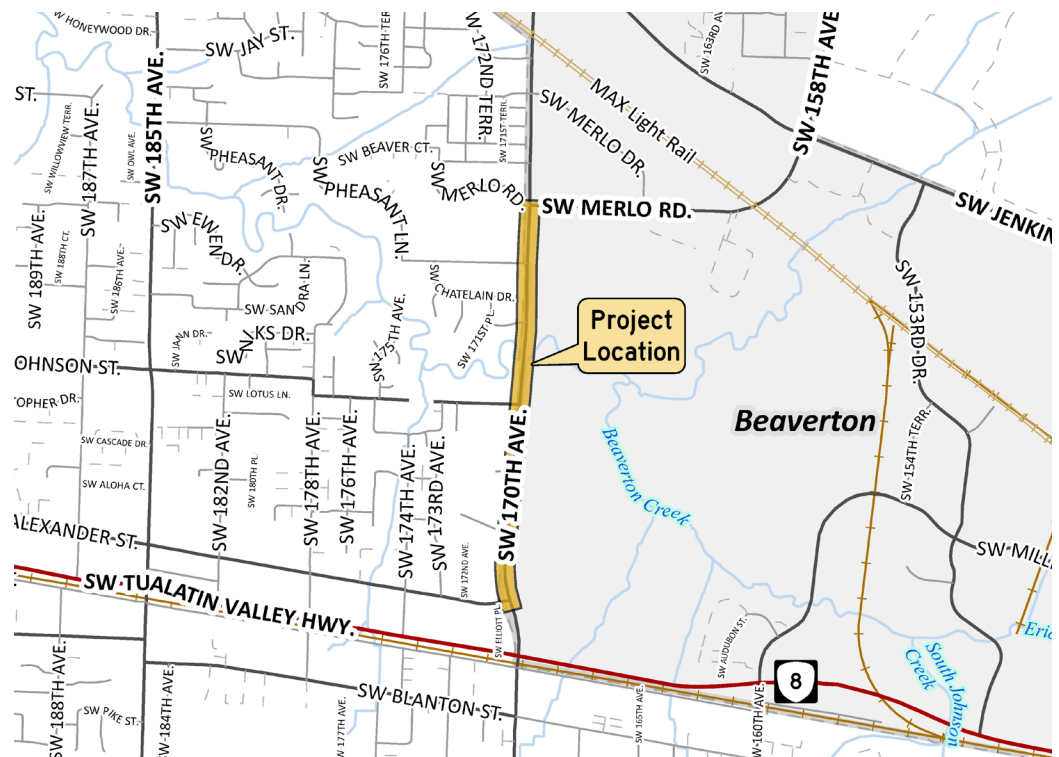 SW HONEYWOOD DR.
SW JAY ST.
SW 176TH TER.
SW 172ND TERR.
SW 163RD AV
SW 158TH AVE
ST.
SW WILLOWVIEW TERR.
SW 187TH AVE.
SW OWL AVE.
SW 185TH AVE.
SW PHEASANT DR.
SW BEAVER CT.
SW PHEASANT LN.
SW MERLO RD.
SW 171ST TERR.
SW MERLO DR.
MAX Light Rail
SW MERLO RD.
SW JENKIN
SW 189TH AVE.
SW 188TH CT.
SW 186TH AVE.
SW EWEN DR.
SW SANDRA LN.
SW CHATELAIN DR.
SW 171ST PL.
SW 175TH AVE.
SW JANN DR.
KS DR.
Project
Location
SW 153RD DR.
OHNSON ST.
OPHER DR.
SW LOTUS LN.
SW CASCADE DR.
SW ALOHA CT.
SW 182ND AVE.
SW 180TH PL.
SW 178TH AVE.
SW 176TH AVE.
SW 174TH AVE.
SW 173RD AVE.
SW 172ND AVE.
SW 170TH AVE.
Beaverton
Beaverton Creek
SW 154TH TERR.
ALEXANDER ST.
SW MILLI
SW TUALATIN VALLEY HWY.
SW ELLIOTT PL.
SW AUDUBON ST.
8
Eric
South Johnson
Creek
SW 188TH AVE.
SW PIKE ST.
SW 184TH AVE.
SW 177TH AVE.
SW BLANTON ST.
SW 165TH AVE.
SW 160TH AVE.